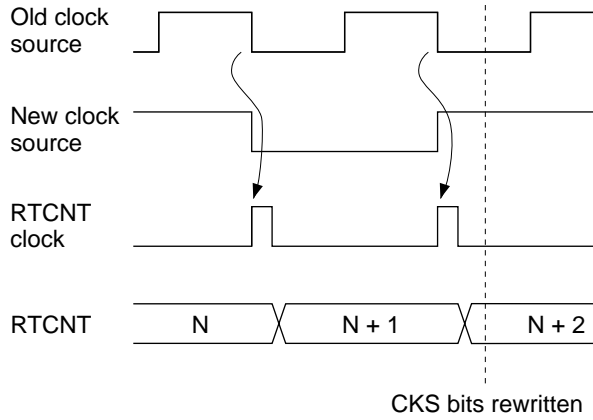 Old clock
source
New clock
source
RTCNT
clock
RTCNT
N
N + 1
N + 2
CKS bits rewritten